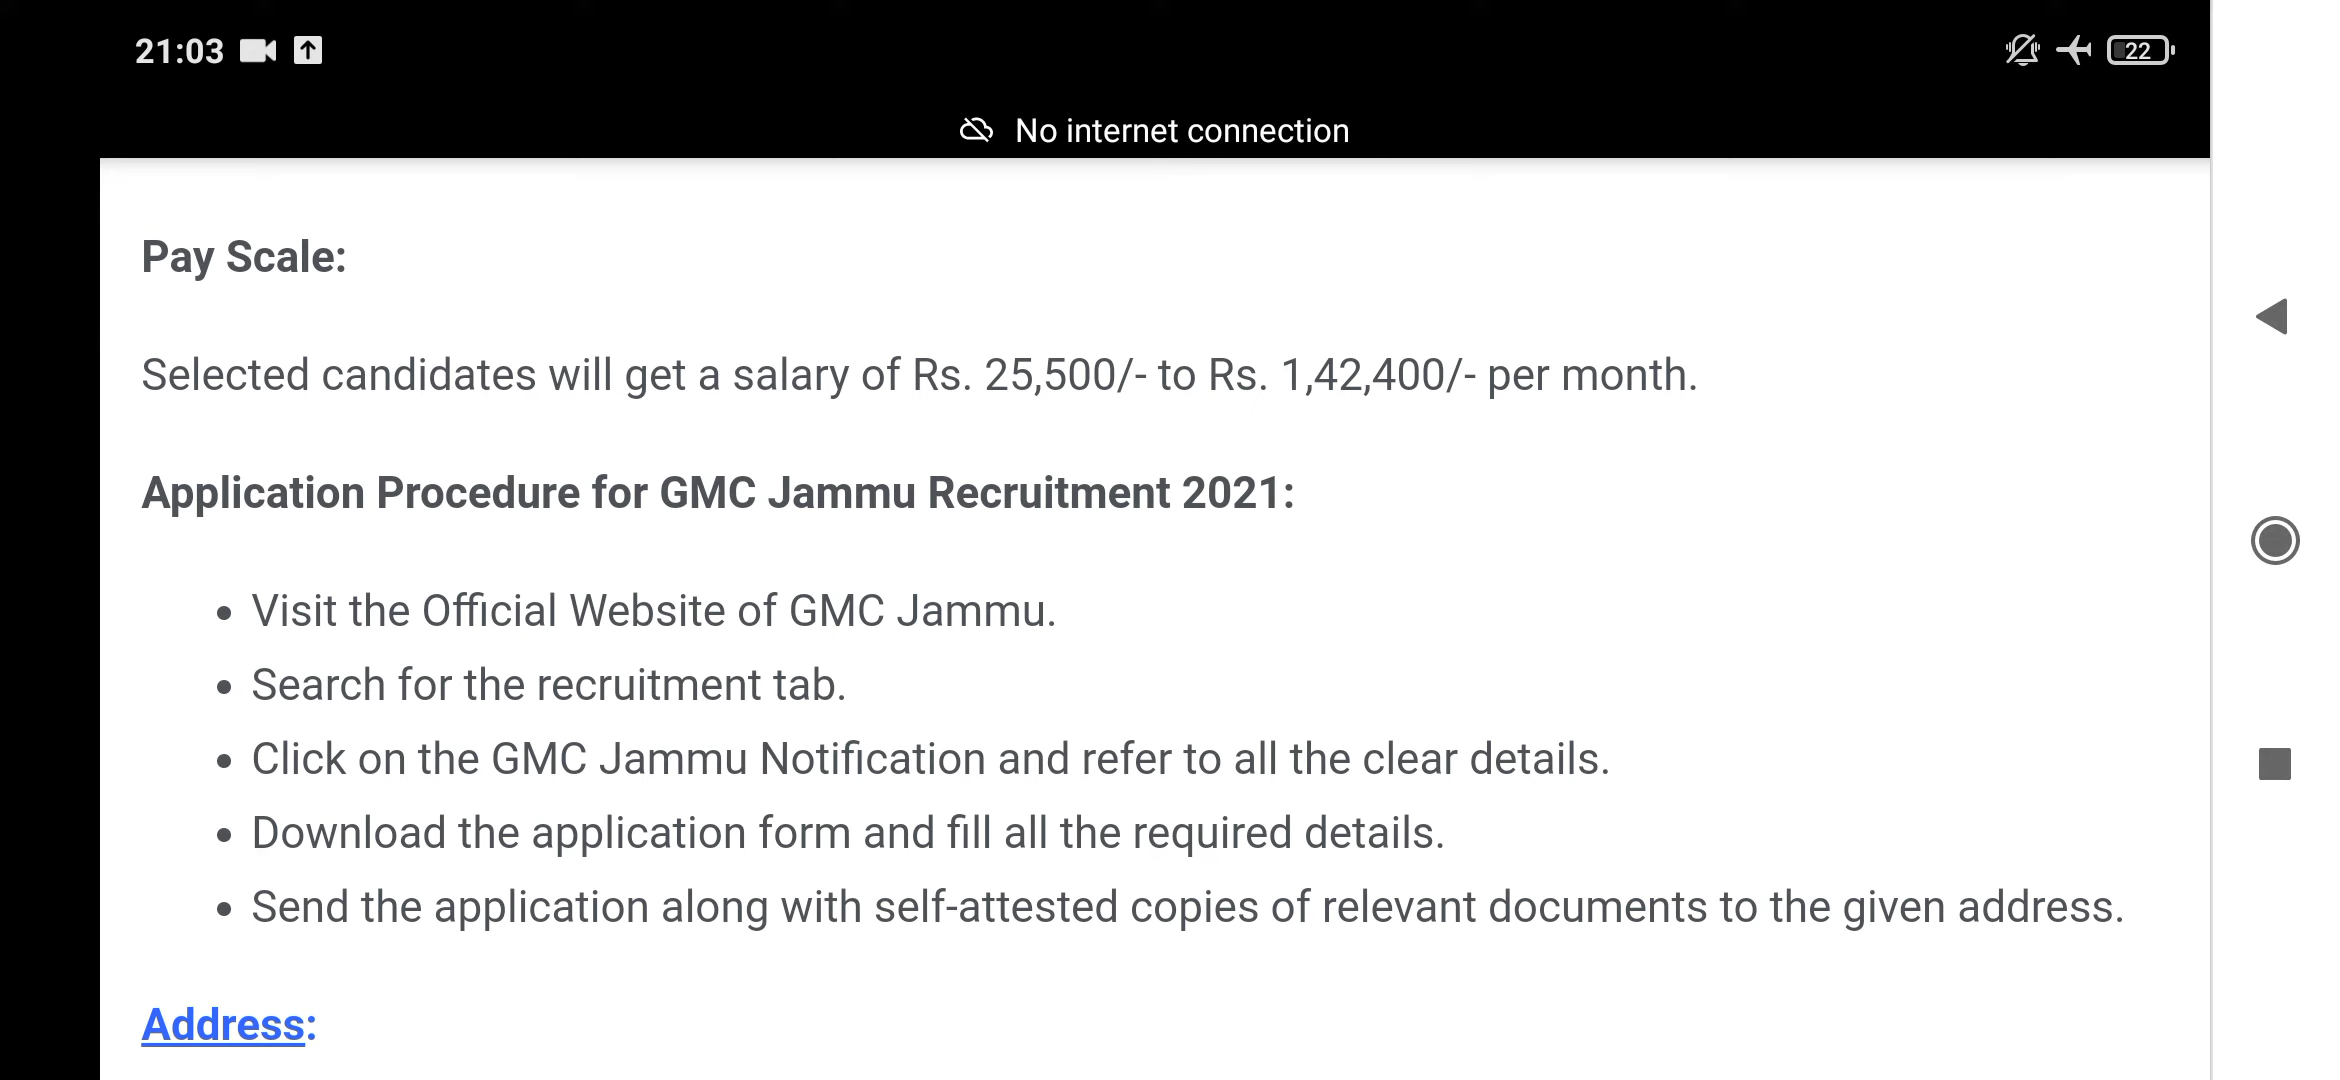 21:03
22
No internet connection
Pay Scale:
Selected candidates will get a salary of Rs. 25,500/- to Rs. 1,42,400/- per month.
Application Procedure for GMC Jammu Recruitment 2021:
• Visit the Official Website of GMC Jammu.
• Search for the recruitment tab.
• Click on the GMC Jammu Notification and refer to all the clear details.
• Download the application form and fill all the required details.
• Send the application along with self-attested copies of relevant documents to the given address.
Address: